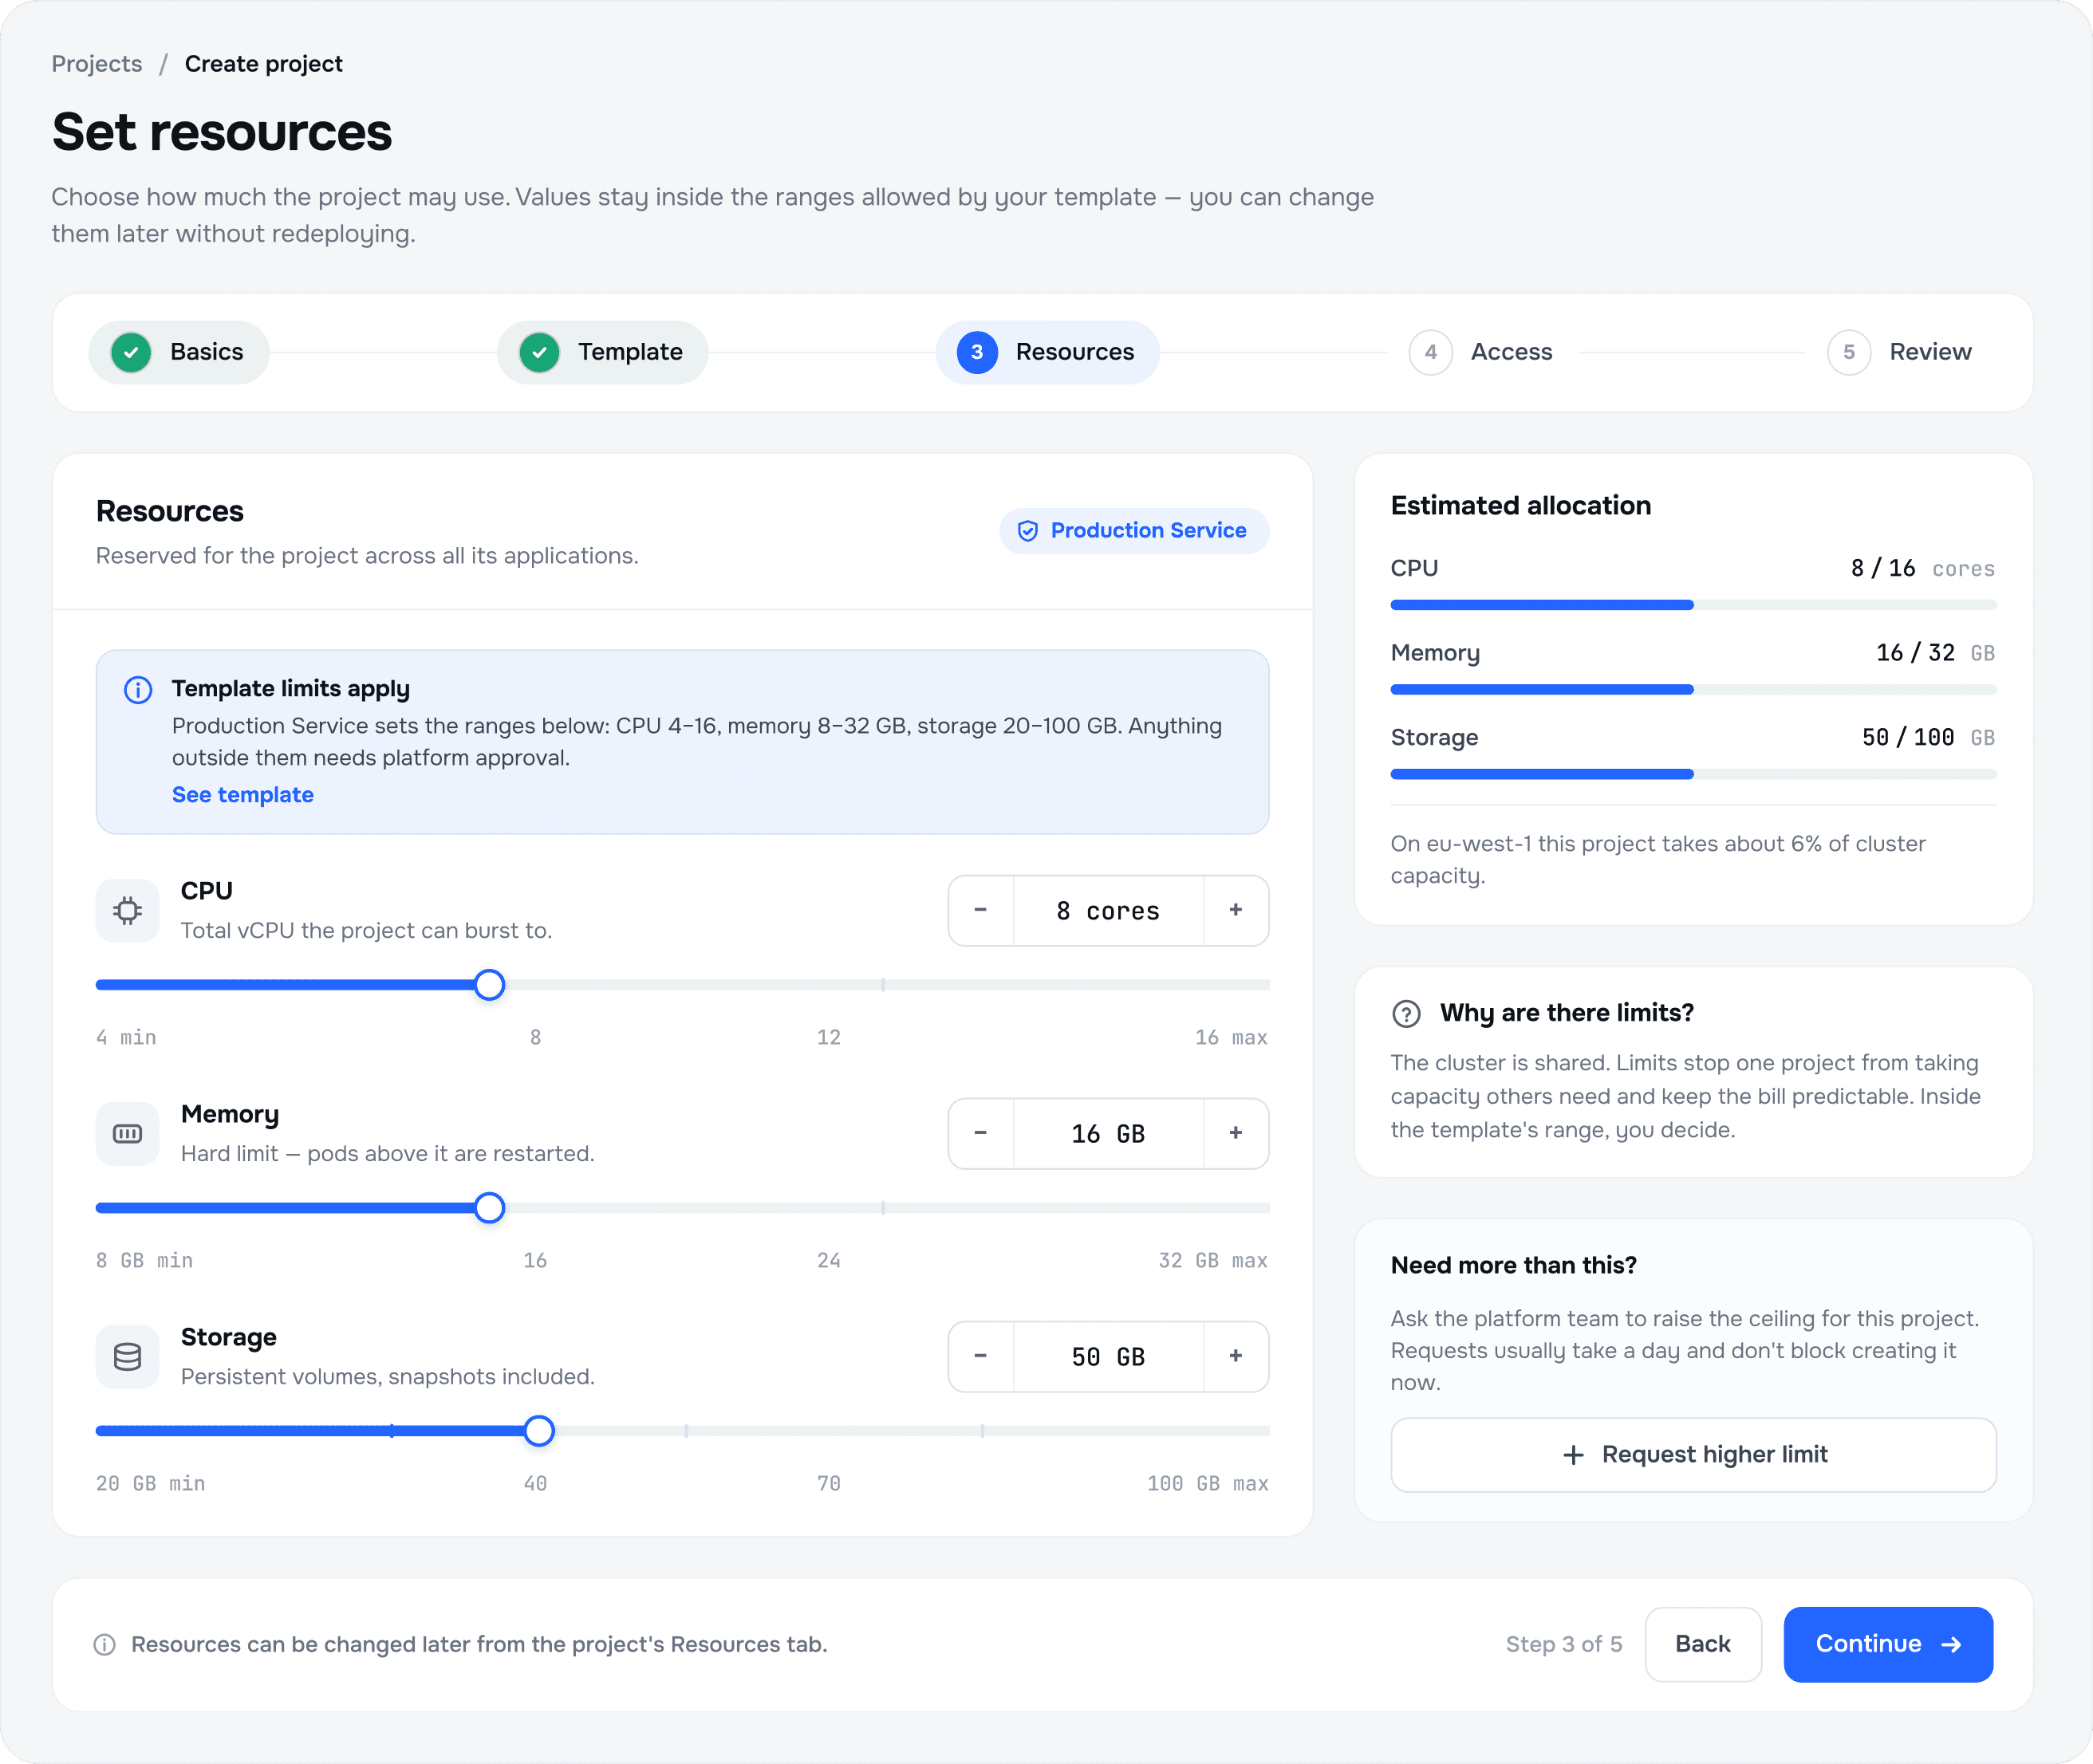 Projects / Create project
Set resources
Choose how much the project may use. Values stay inside the ranges allowed by your template — you can change
them later without redeploying.
Basics
Template
3 Resources
4 Access
5 Review
Resources
Reserved for the project across all its applications.
Production Service
Template limits apply
Production Service sets the ranges below: CPU 4–16, memory 8–32 GB, storage 20–100 GB. Anything
outside them needs platform approval.
See template
CPU
Total vCPU the project can burst to.
− 8 cores +
4 min 8 12 16 max
Memory
Hard limit — pods above it are restarted.
− 16 GB +
8 GB min 16 24 32 GB max
Storage
Persistent volumes, snapshots included.
− 50 GB +
20 GB min 40 70 100 GB max
Estimated allocation
CPU 8 / 16 cores
Memory 16 / 32 GB
Storage 50 / 100 GB
On eu-west-1 this project takes about 6% of cluster
capacity.
Why are there limits?
The cluster is shared. Limits stop one project from taking
capacity others need and keep the bill predictable. Inside
the template's range, you decide.
Need more than this?
Ask the platform team to raise the ceiling for this project.
Requests usually take a day and don't block creating it
now.
+ Request higher limit
Resources can be changed later from the project's Resources tab.
Step 3 of 5
Back
Continue →